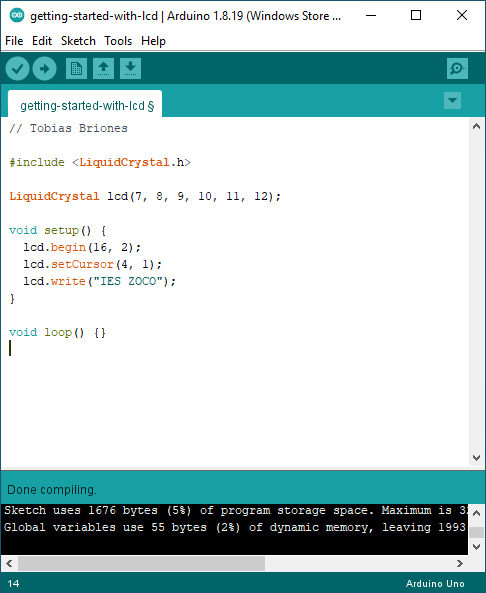 getting-started-with-lcd | Arduino 1.8.19 (Windows Store ...
File Edit Sketch Tools Help
getting-started-with-lcd §
// Tobias Briones
#include <LiquidCrystal.h>
LiquidCrystal lcd(7, 8, 9, 10, 11, 12);
void setup() {
  lcd.begin(16, 2);
  lcd.setCursor(4, 1);
  lcd.write("IES ZOCO");
}
void loop() {}
Done compiling.
Sketch uses 1676 bytes (5%) of program storage space. Maximum is
Global variables use 55 bytes (2%) of dynamic memory, leaving 1993
14
Arduino Uno